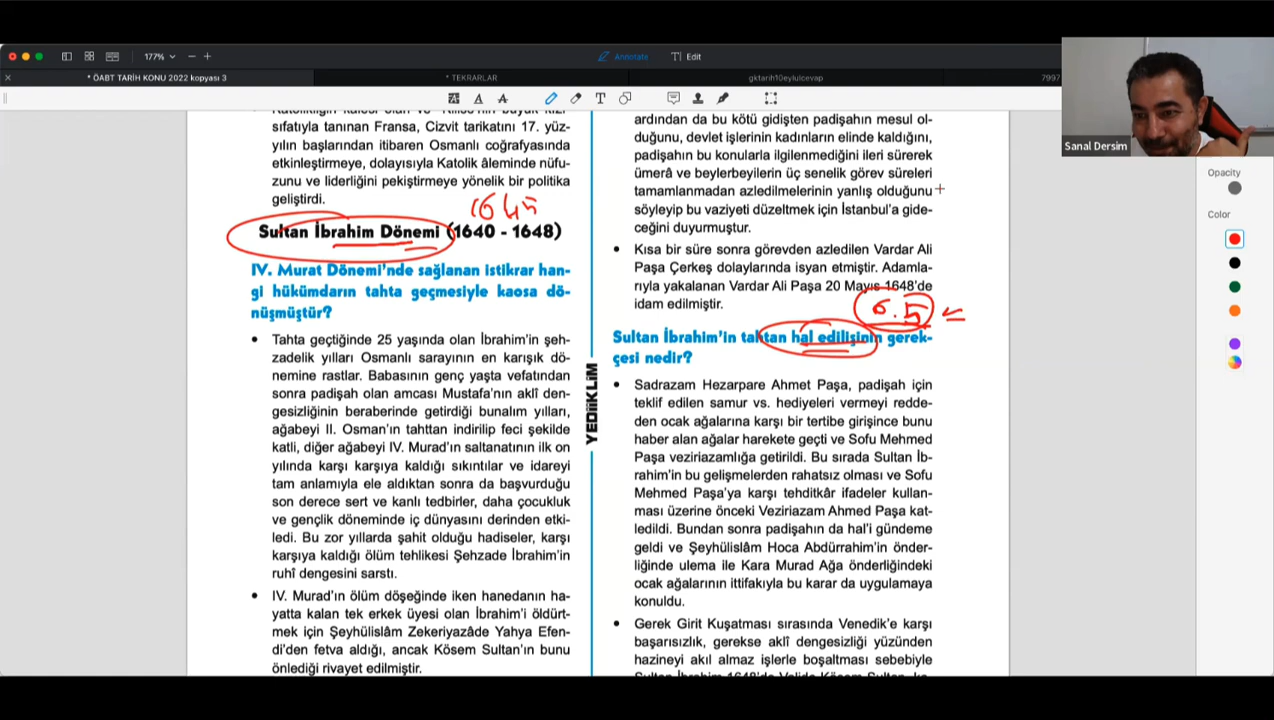 177%
Annotate
Edit
* ÖABT TARİH KONU 2022 kopyası 3
* TEKRARLAR
gktarih10eylulcevap
7997
Sanal Dersim
Opacity
Color
sıfatıyla tanınan Fransa, Cizvit tarikatını 17. yüz-
yılın başlarından itibaren Osmanlı coğrafyasında
etkinleştirmeye, dolayısıyla Katolik âleminde nüfu-
zunu ve liderliğini pekiştirmeye yönelik bir politika
geliştirdi.
1645
Sultan İbrahim Dönemi (1640 - 1648)
IV. Murat Dönemi'nde sağlanan istikrar han-
gi hükümdarın tahta geçmesiyle kaosa dö-
nüşmüştür?
• Tahta geçtiğinde 25 yaşında olan İbrahim'in şeh-
zadelik yılları Osmanlı sarayının en karışık dö-
nemine rastlar. Babasının genç yaşta vefatından
sonra padişah olan amcası Mustafa'nın aklî den-
gesizliğinin beraberinde getirdiği bunalım yılları,
ağabeyi II. Osman'ın tahttan indirilip feci şekilde
katli, diğer ağabeyi IV. Murad'ın saltanatının ilk on
yılında karşı karşıya kaldığı sıkıntılar ve idareyi
tam anlamıyla ele aldıktan sonra da başvurduğu
son derece sert ve kanlı tedbirler, daha çocukluk
ve gençlik döneminde iç dünyasını derinden etki-
ledi. Bu zor yıllarda şahit olduğu hadiseler, karşı
karşıya kaldığı ölüm tehlikesi Şehzade İbrahim'in
ruhî dengesini sarstı.
• IV. Murad'ın ölüm döşeğinde iken hanedanın ha-
yatta kalan tek erkek üyesi olan İbrahim'i öldürt-
mek için Şeyhülislâm Zekeriyazâde Yahya Efen-
di'den fetva aldığı, ancak Kösem Sultan'ın bunu
önlediği rivayet edilmiştir.
YEDİİKLİM
ardından da bu kötü gidişten padişahın mesul ol-
duğunu, devlet işlerinin kadınların elinde kaldığını,
padişahın bu konularla ilgilenmediğini ileri sürerek
ümerâ ve beylerbeyilerin üç senelik görev süreleri
tamamlanmadan azledilmelerinin yanlış olduğunu
söyleyip bu vaziyeti düzeltmek için İstanbul'a gide-
ceğini duyurmuştur.
• Kısa bir süre sonra görevden azledilen Vardar Ali
Paşa Çerkeş dolaylarında isyan etmiştir. Adamla-
rıyla yakalanan Vardar Ali Paşa 20 Mayıs 1648'de
idam edilmiştir.
6.5
Sultan İbrahim'in tahtan hal edilişinin gerek-
çesi nedir?
• Sadrazam Hezarpare Ahmet Paşa, padişah için
teklif edilen samur vs. hediyeleri vermeyi redde-
den ocak ağalarına karşı bir tertibe girişince bunu
haber alan ağalar harekete geçti ve Sofu Mehmed
Paşa veziriazamlığa getirildi. Bu sırada Sultan İb-
rahim'in bu gelişmelerden rahatsız olması ve Sofu
Mehmed Paşa'ya karşı tehditkâr ifadeler kullan-
ması üzerine önceki Veziriazam Ahmed Paşa kat-
ledildi. Bundan sonra padişahın da hal'i gündeme
geldi ve Şeyhülislâm Hoca Abdürrahim'in önder-
liğinde ulema ile Kara Murad Ağa önderliğindeki
ocak ağalarının ittifakıyla bu karar da uygulamaya
konuldu.
• Gerek Girit Kuşatması sırasında Venedik'e karşı
başarısızlık, gerekse aklî dengesizliği yüzünden
hazineyi akıl almaz işlerle boşaltması sebebiyle